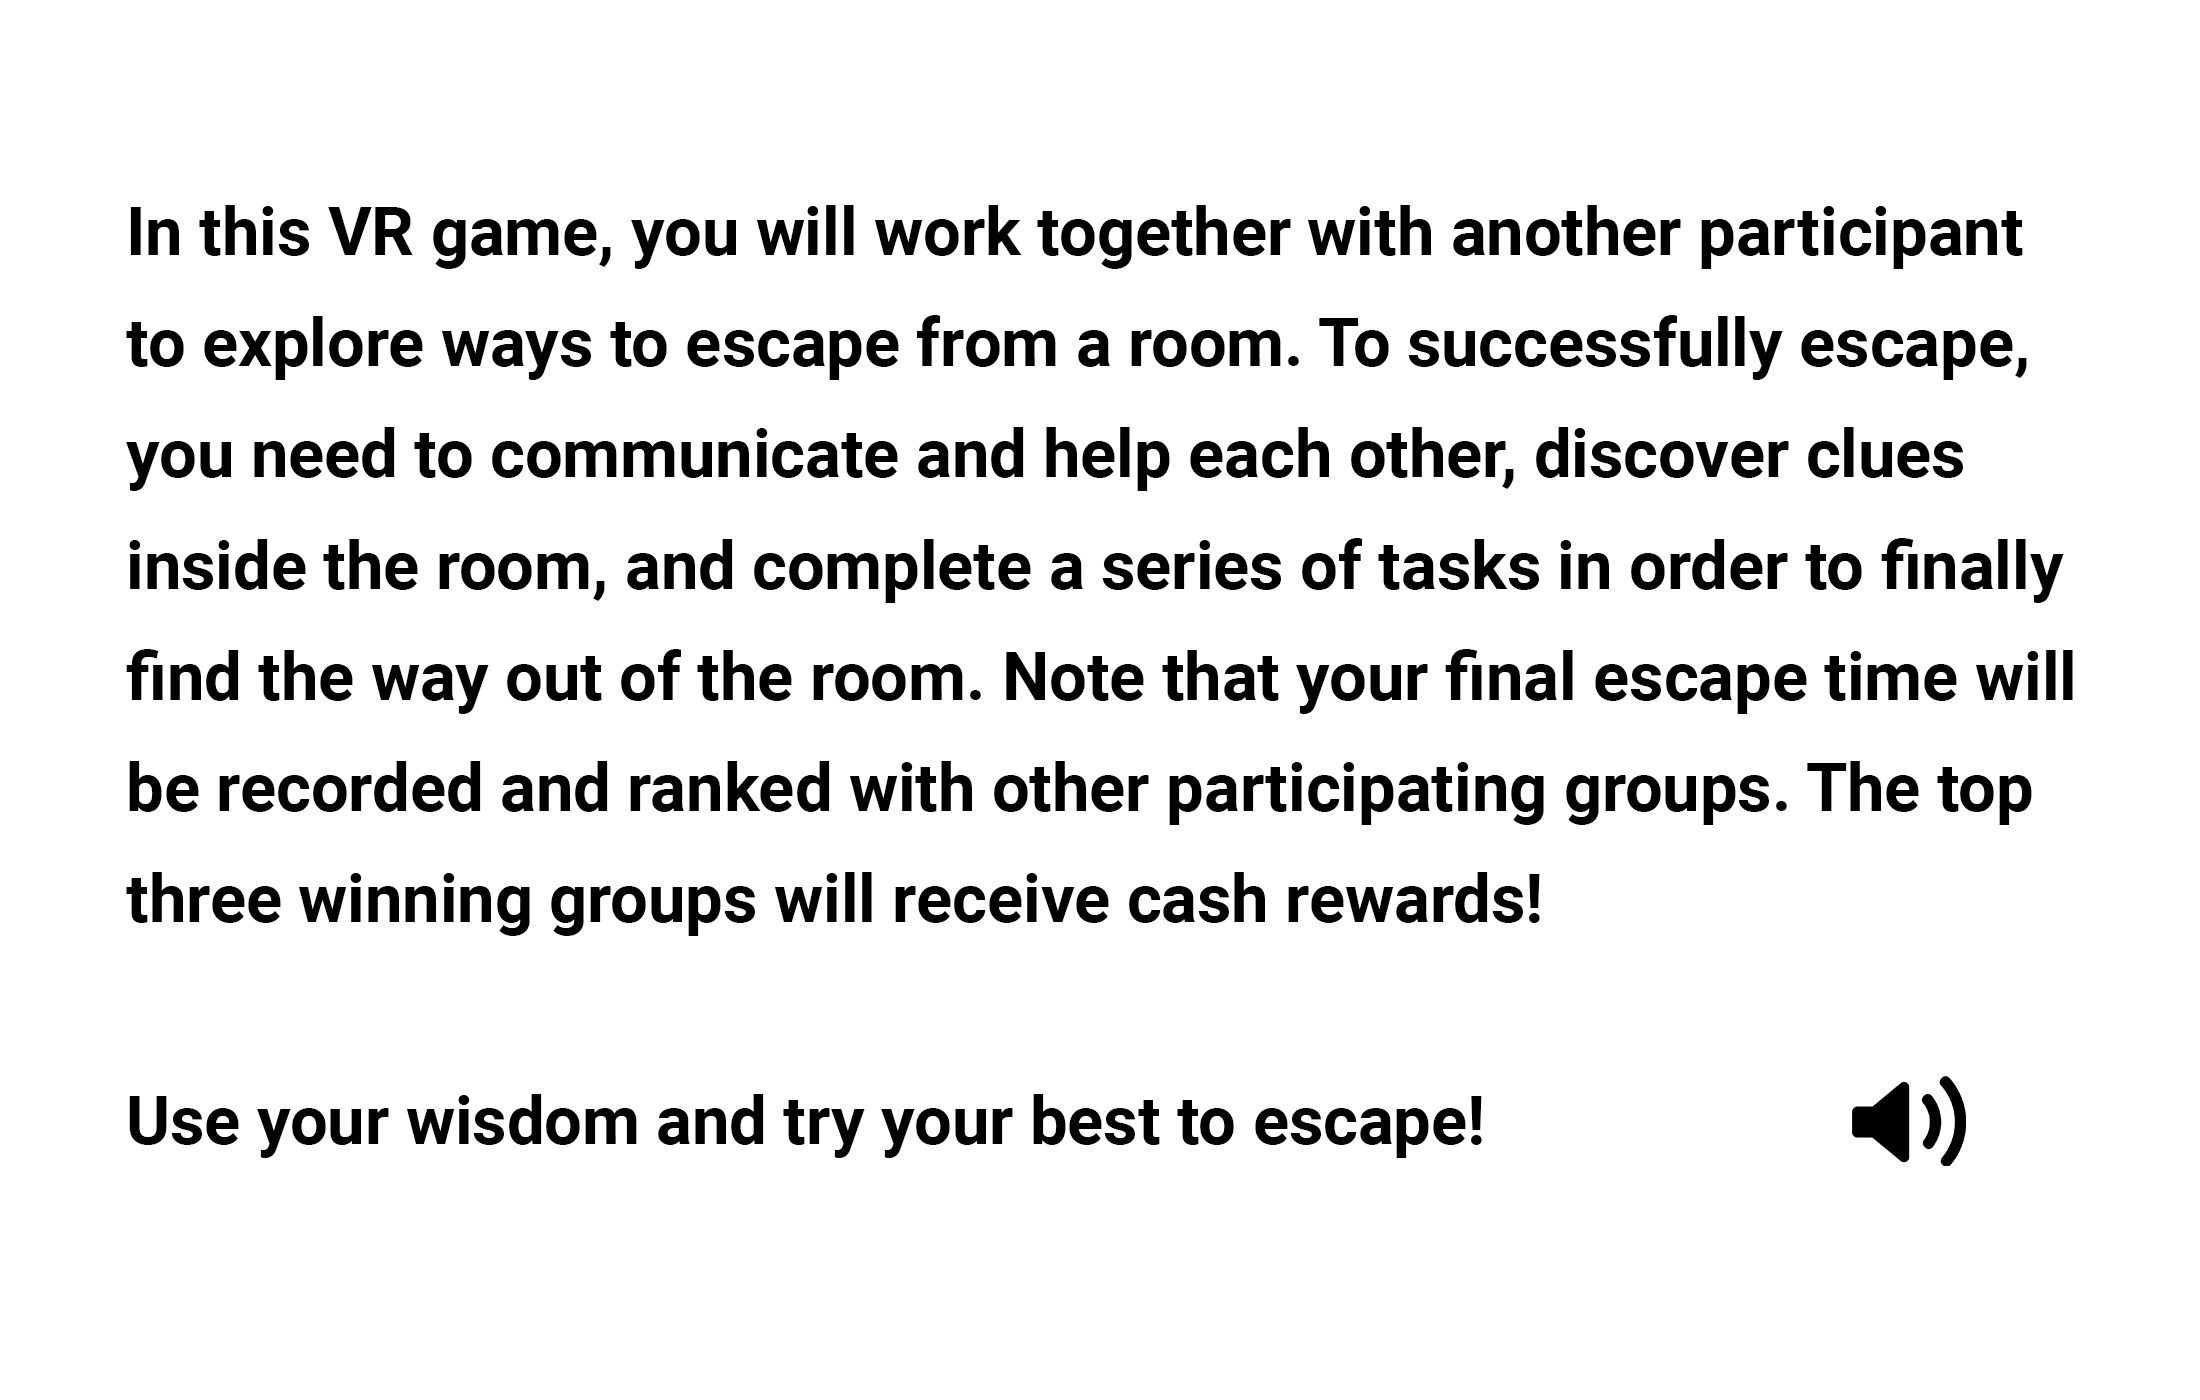 In this VR game, you will work together with another participant
to explore ways to escape from a room. To successfully escape,
you need to communicate and help each other, discover clues
inside the room, and complete a series of tasks in order to finally
find the way out of the room. Note that your final escape time will
be recorded and ranked with other participating groups. The top
three winning groups will receive cash rewards!
Use your wisdom and try your best to escape!